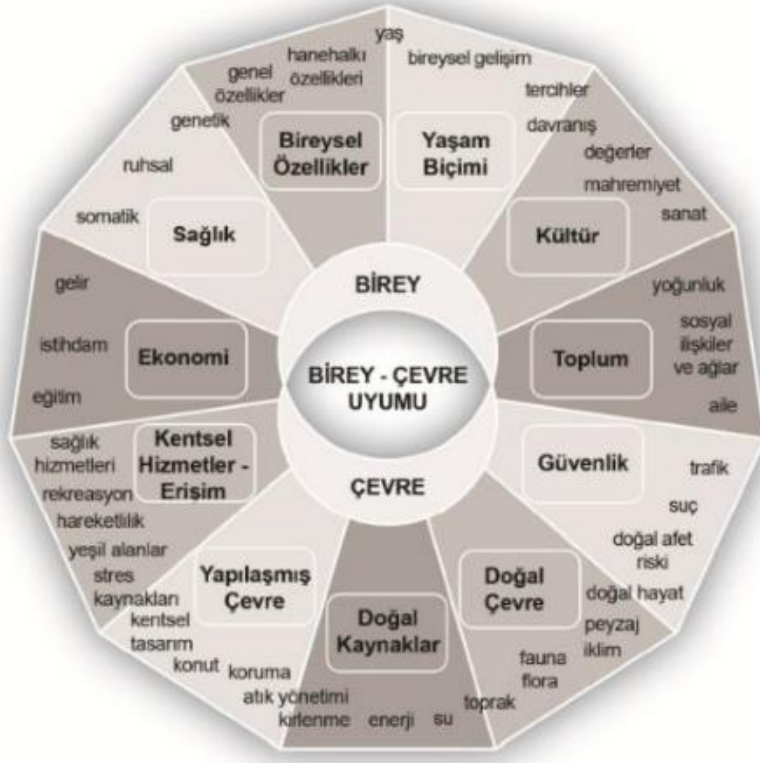 yaş
bireysel gelişim
tercihler
davranış
Yaşam
Biçimi
değerler
mahremiyet
sanat
Kültür
yoğunluk
sosyal
ilişkiler
ve ağlar
aile
Toplum
Güvenlik
trafik
suç
doğal afet
riski
Doğal
Çevre
doğal hayat
peyzaj
iklim
fauna
flora
toprak
Doğal
Kaynaklar
su
enerji
kirlenme
atık yönetimi
Yapılaşmış
Çevre
koruma
konut
kentsel
tasarım
Kentsel
Hizmetler -
Erişim
sağlık
hizmetleri
rekreasyon
hareketlilik
yeşil alanlar
stres
kaynakları
Ekonomi
gelir
istihdam
eğitim
Sağlık
somatik
ruhsal
genetik
Bireysel
Özellikler
genel
özellikler
hanehalkı
özellikleri
BİREY
BİREY - ÇEVRE
UYUMU
ÇEVRE